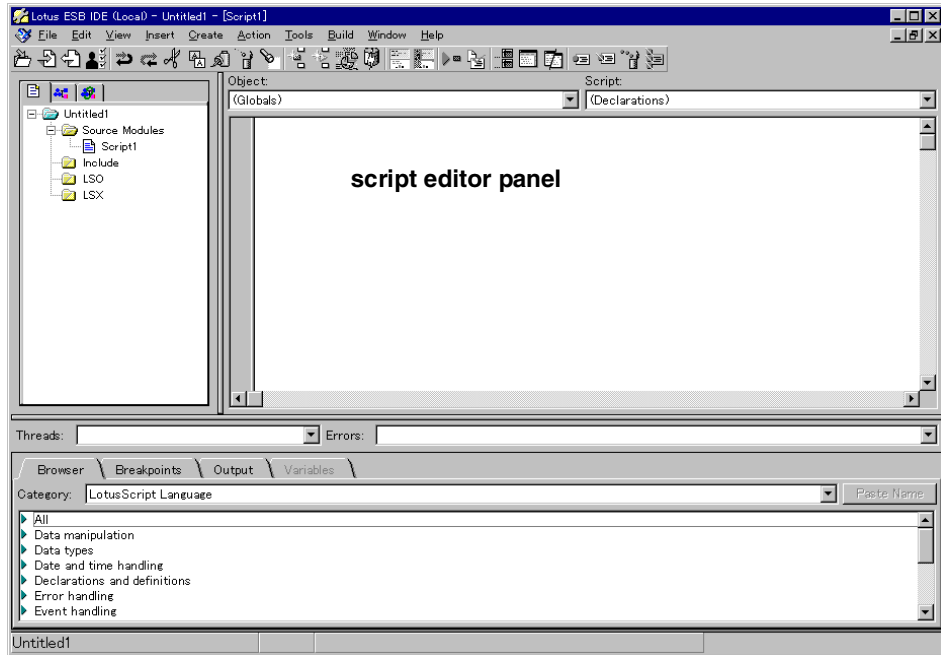 Lotus ESB IDE (Local) - Untitled1 - [Script1]
File Edit View Insert Create Action Tools Build Window Help
Object: Script:
(Globals) (Declarations)
Untitled1
Source Modules
Script1
Include
LSO
LSX
script editor panel
Threads: Errors:
Browser Breakpoints Output Variables
Category: LotusScript Language Paste Name
All
Data manipulation
Data types
Date and time handling
Declarations and definitions
Error handling
Event handling
Untitled1